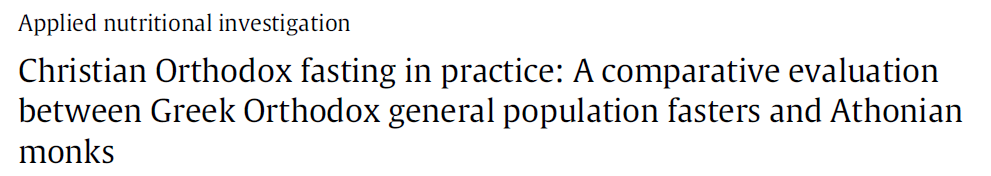 Applied nutritional investigation
Christian Orthodox fasting in practice: A comparative evaluation
between Greek Orthodox general population fasters and Athonian
monks